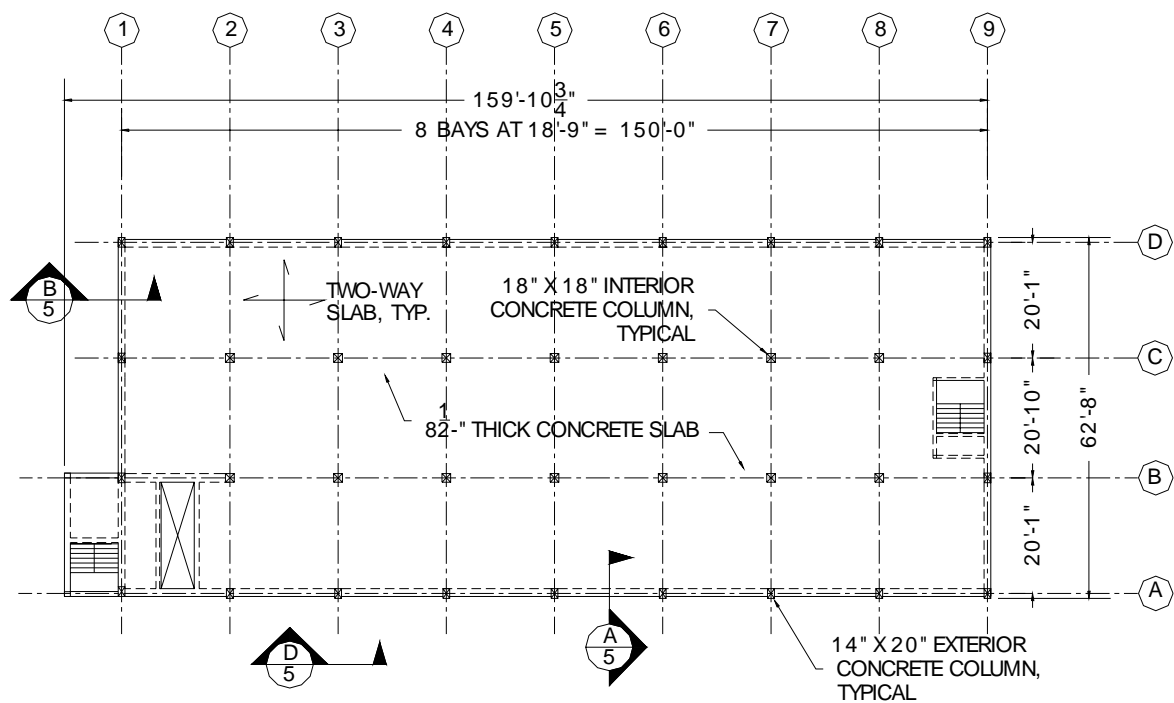 1 2 3 4 5 6 7 8 9
159'-10 3/4"
8 BAYS AT 18'-9" = 150'-0"
D
B
5
TWO-WAY
SLAB, TYP.
18" X 18" INTERIOR
CONCRETE COLUMN,
TYPICAL
20'-1"
C
8 1/2-" THICK CONCRETE SLAB
20'-10"
62'-8"
B
20'-1"
A
D
5
A
5
14" X 20" EXTERIOR
CONCRETE COLUMN,
TYPICAL